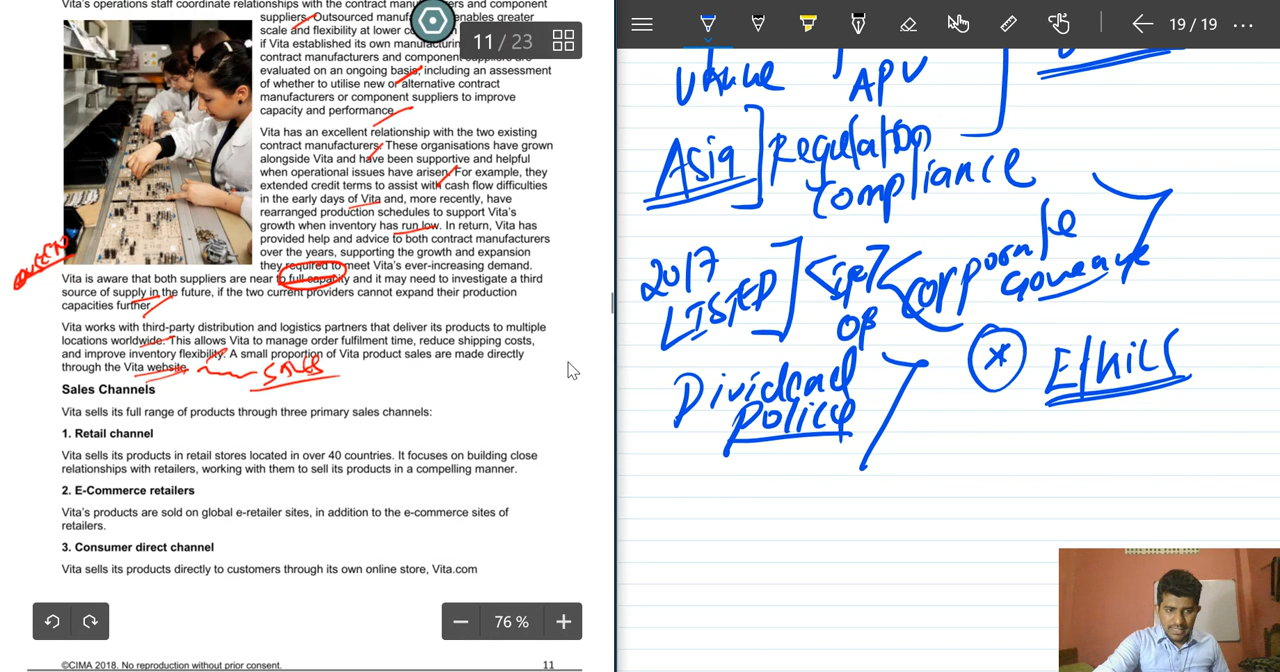 Vita's operations staff coordinate relationships with the contract and component
suppliers. Outsourced enables greater
scale and flexibility at lower
if Vita established its own
contract manufacturers and component suppliers are
evaluated on an ongoing basis, including an assessment
of whether to utilise new or alternative contract
manufacturers or component suppliers to improve
capacity and performance.
Vita has an excellent relationship with the two existing
contract manufacturers. These organisations have grown
alongside Vita and have been supportive and helpful
when operational issues have arisen. For example, they
extended credit terms to assist with cash flow difficulties
in the early days of Vita and, more recently, have
rearranged production schedules to support Vita's
growth when inventory has run low. In return, Vita has
provided help and advice to both contract manufacturers
over the years, supporting the growth and expansion
they required to meet Vita's ever-increasing demand.
Vita is aware that both suppliers are near to full capacity and it may need to investigate a third
source of supply in the future, if the two current providers cannot expand their production
capacities further.
Vita works with third-party distribution and logistics partners that deliver its products to multiple
locations worldwide. This allows Vita to manage order fulfilment time, reduce shipping costs,
and improve inventory flexibility. A small proportion of Vita product sales are made directly
through the Vita website.
Sales Channels
Vita sells its full range of products through three primary sales channels:
1. Retail channel
Vita sells its products in retail stores located in over 40 countries. It focuses on building close
relationships with retailers, working with them to sell its products in a compelling manner.
2. E-Commerce retailers
Vita's products are sold on global e-retailer sites, in addition to the e-commerce sites of
retailers.
3. Consumer direct channel
Vita sells its products directly to customers through its own online store, Vita.com
©CIMA 2018. No reproduction without prior consent.
11
11 / 23
76 %
19 / 19
APV
Asia
Regulation
Compliance
2017
LISTED
Corporate
Dividend
Policy
Ethics